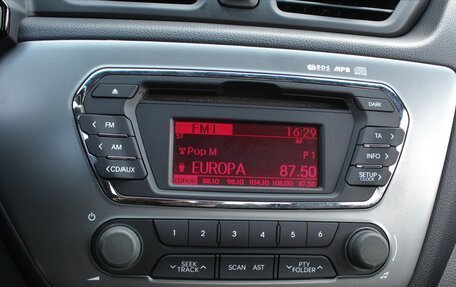 RDS MP3
DARK
FM1 16:29
ST AF
FM
TA
Pop M P1
AM
INFO
EUROPA 87.50
CD/AUX
SETUP
CLOCK
EUROP 88.10 98.10 104.10 108.00 87.50
1 2 3 4 5 6
SEEK
TRACK
SCAN AST
PTY
FOLDER